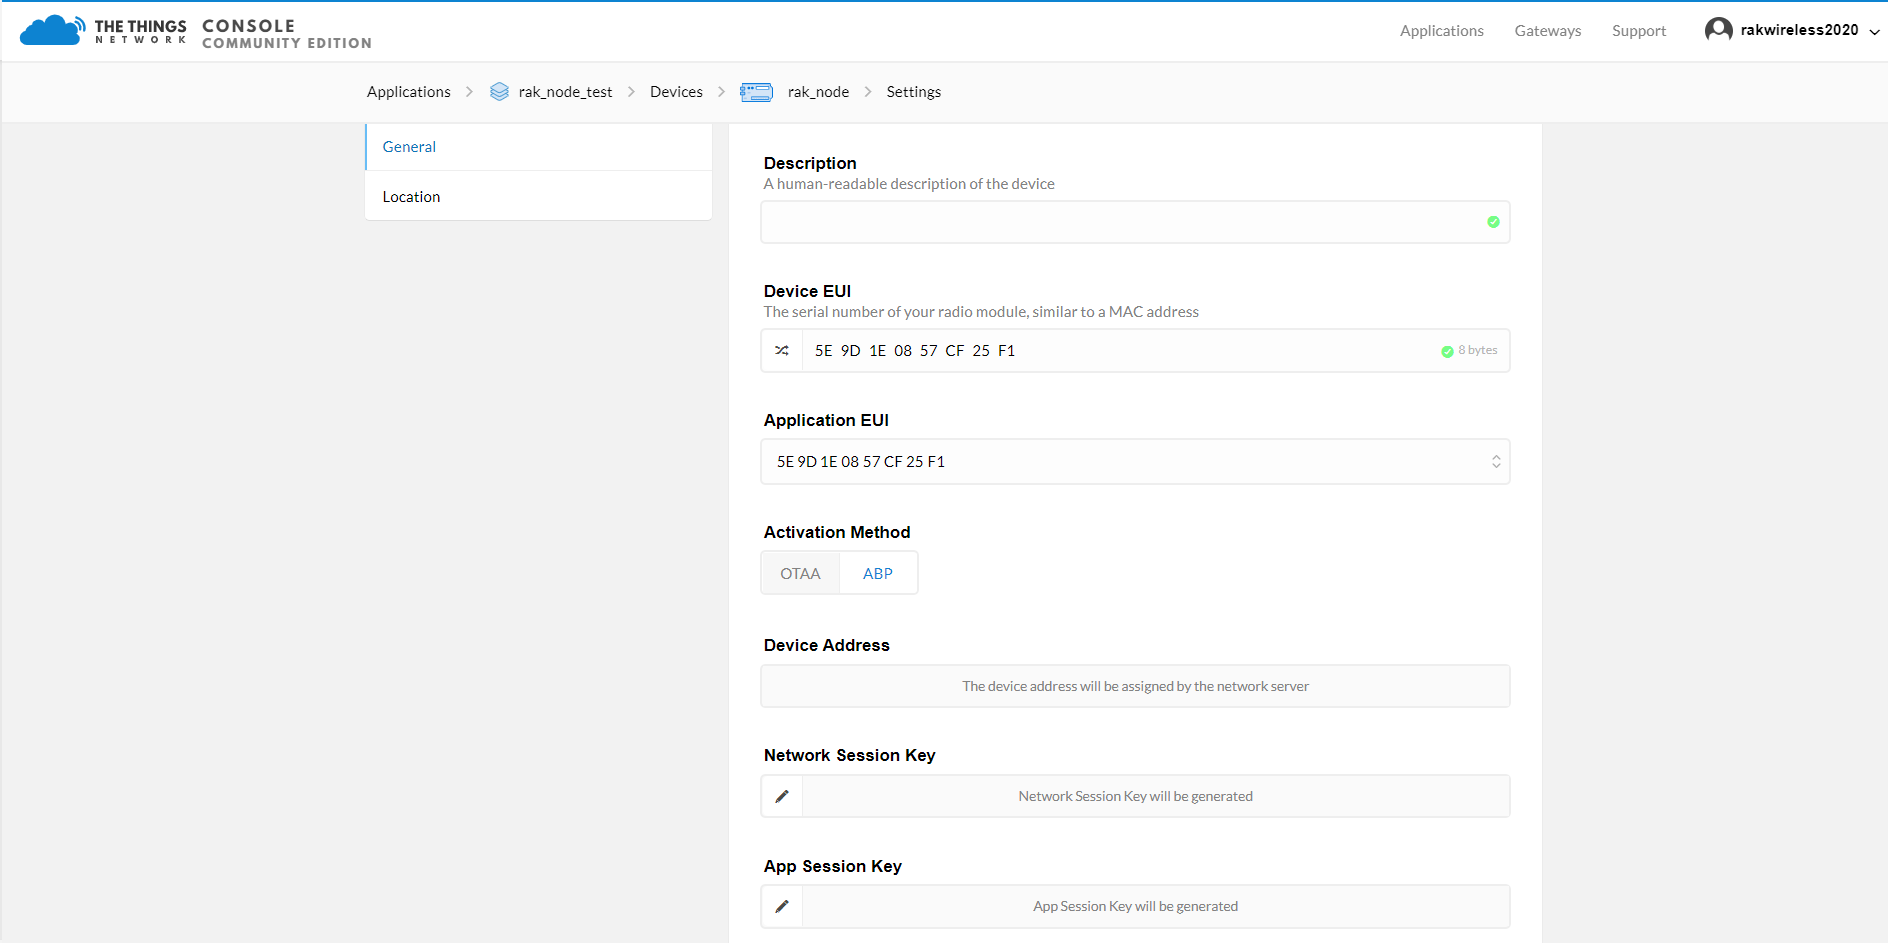 THE THINGS
NETWORK
CONSOLE
COMMUNITY EDITION
Applications Gateways Support rakwireless2020
Applications rak_node_test Devices rak_node Settings
General
Location
Description
A human-readable description of the device
Device EUI
The serial number of your radio module, similar to a MAC address
5E 9D 1E 08 57 CF 25 F1 8 bytes
Application EUI
5E 9D 1E 08 57 CF 25 F1
Activation Method
OTAA ABP
Device Address
The device address will be assigned by the network server
Network Session Key
Network Session Key will be generated
App Session Key
App Session Key will be generated